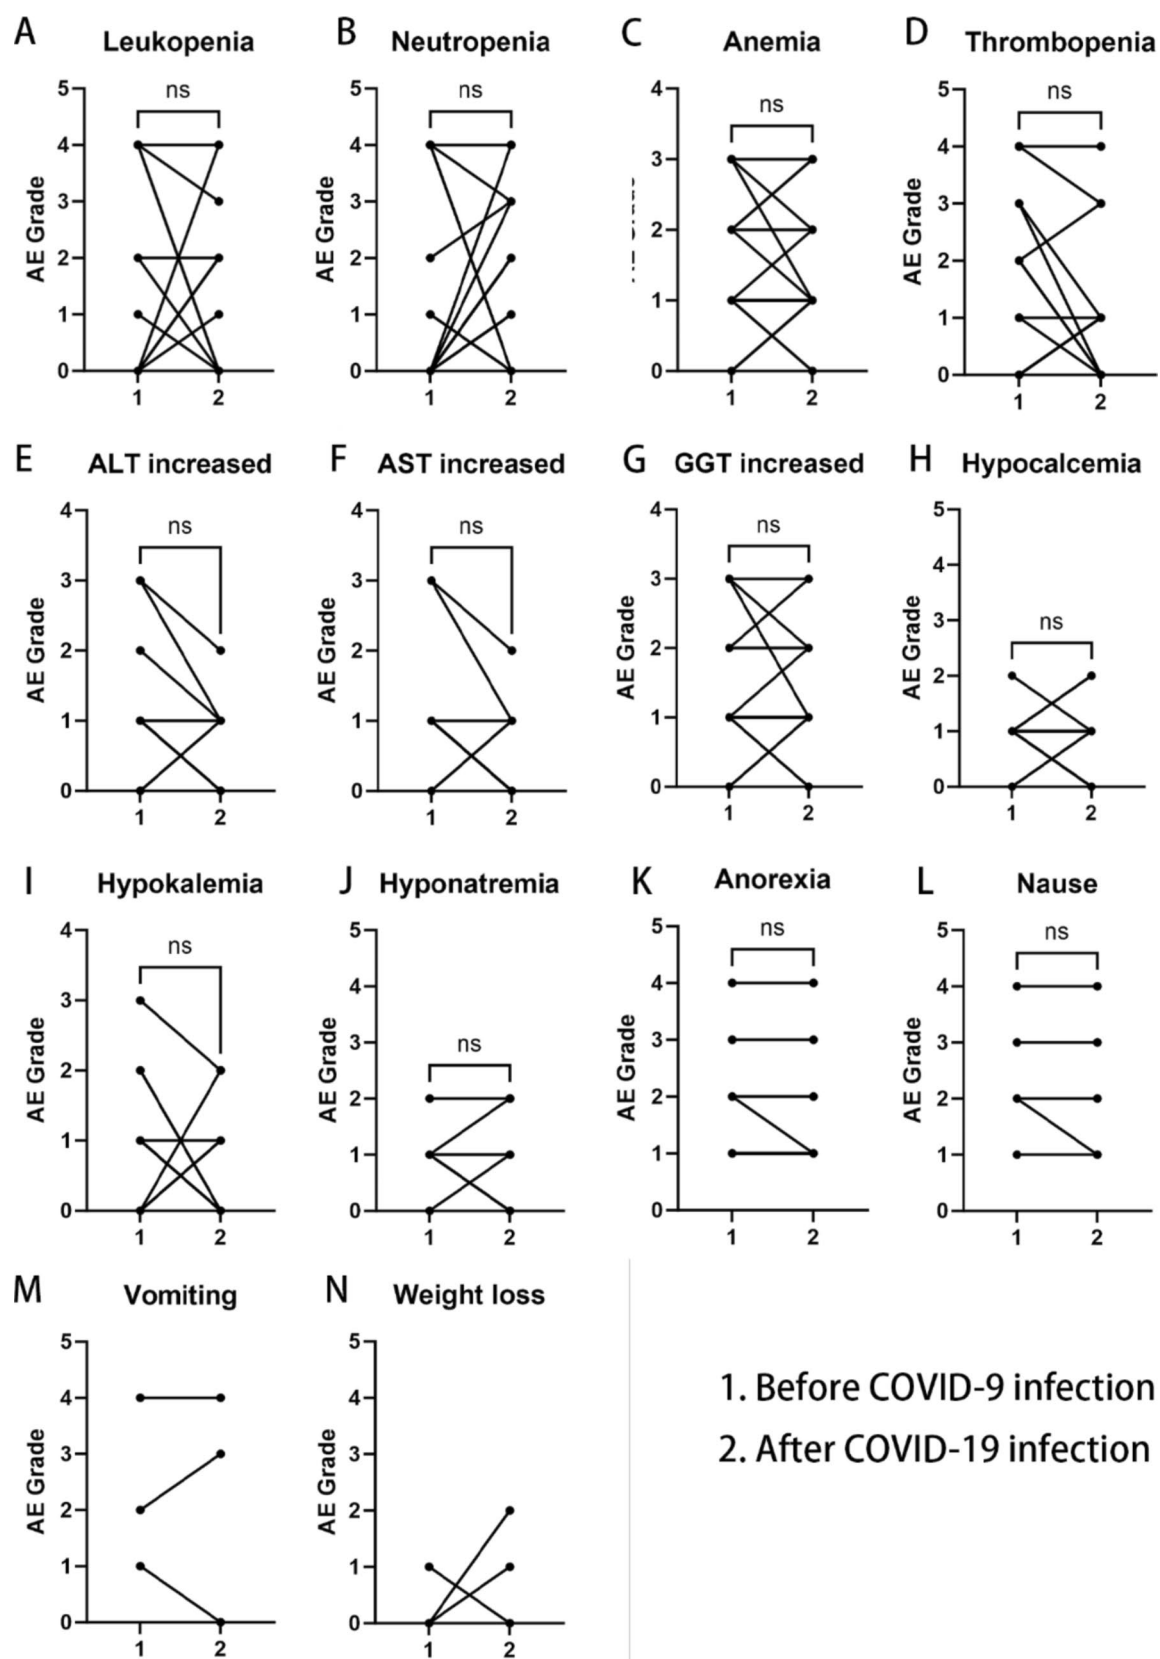 A Leukopenia B Neutropenia C Anemia D Thrombopenia
5 ns 5 ns 4 ns 5 ns
4 4 3 4
3 3 2 3
2 2 1 2
1 1 0 1
0 0 0
AE Grade AE Grade Grade AE Grade
1 2 1 2 1 2 1 2
E ALT increased F AST increased G GGT increased H Hypocalcemia
4 ns 4 ns 4 ns 5
3 3 3 4
2 2 2 3 ns
1 1 1 2
0 0 0 1
0
AE Grade AE Grade AE Grade AE Grade
1 2 1 2 1 2 1 2
I Hypokalemia J Hyponatremia K Anorexia L Nause
4 ns 5 5 ns 5 ns
3 4 4 4
2 3 ns 3 3
1 2 2 2
0 1 1 1
0 0 0
AE Grade AE Grade AE Grade AE Grade
1 2 1 2 1 2 1 2
M Vomiting N Weight loss
5 5
4 4
3 3
2 2
1 1
0 0
AE Grade AE Grade
1 2 1 2
1. Before COVID-9 infection
2. After COVID-19 infection